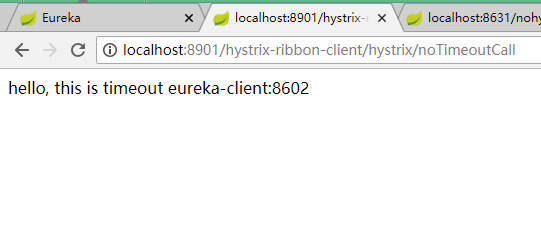 Eureka
localhost:8901/hystrix-r
localhost:8631/nohy
localhost:8901/hystrix-ribbon-client/hystrix/noTimeoutCall
hello, this is timeout eureka-client:8602